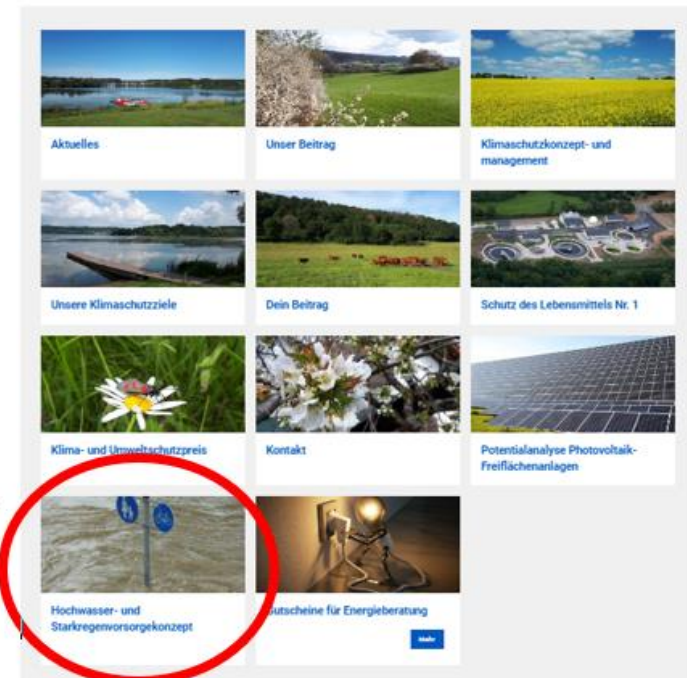 Aktuelles
Unser Beitrag
Klimaschutzkonzept- und
management
Unsere Klimaschutzziele
Dein Beitrag
Schutz des Lebensmittels Nr. 1
Klima- und Umweltschutzpreis
Kontakt
Potentialanalyse Photovoltaik-
Freiflächenanlagen
Hochwasser- und
Starkregenvorsorgekonzept
Gutscheine für Energieberatung
Mehr